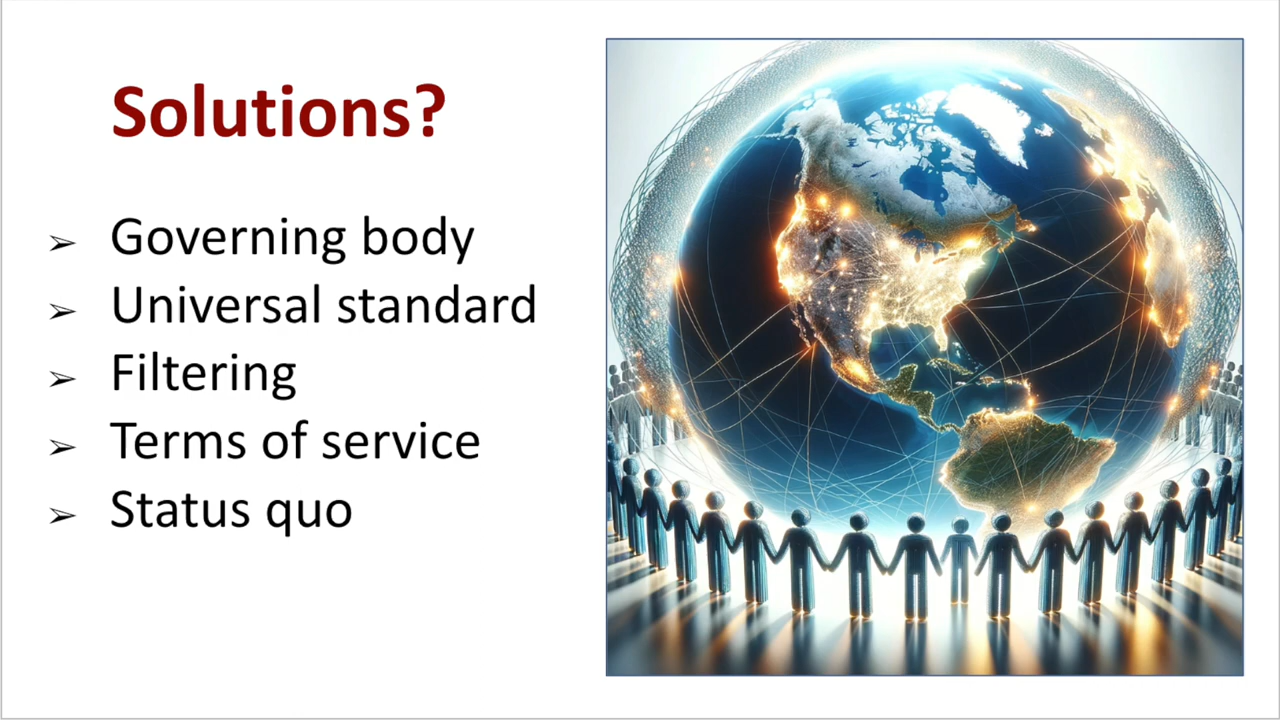 Solutions?
➢ Governing body
➢ Universal standard
➢ Filtering
➢ Terms of service
➢ Status quo